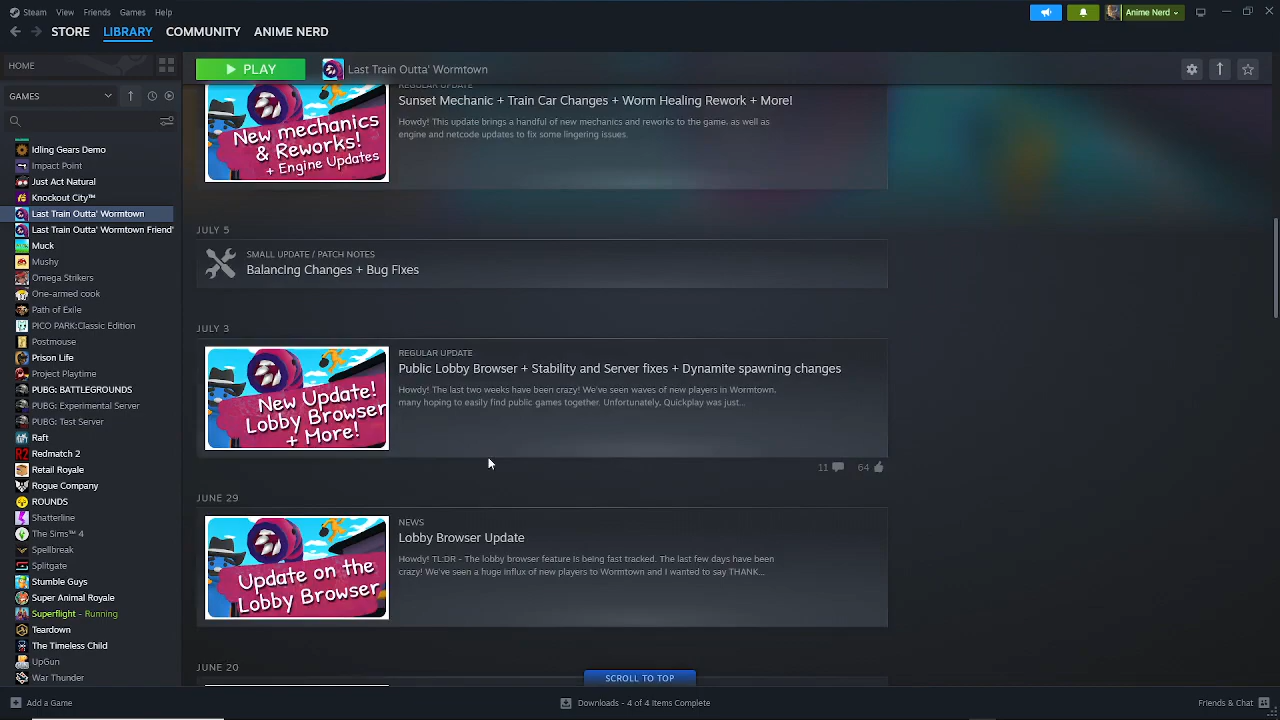 Steam View Friends Games Help
Anime Nerd
STORE LIBRARY COMMUNITY ANIME NERD
HOME
GAMES
Idling Gears Demo
Impact Point
Just Act Natural
Knockout City™
Last Train Outta' Wormtown
Last Train Outta' Wormtown Friend'
Muck
Mushy
Omega Strikers
One-armed cook
Path of Exile
PICO PARK:Classic Edition
Postmouse
Prison Life
Project Playtime
PUBG: BATTLEGROUNDS
PUBG: Experimental Server
PUBG: Test Server
Raft
Redmatch 2
Retail Royale
Rogue Company
ROUNDS
Shatterline
The Sims™ 4
Spellbreak
Splitgate
Stumble Guys
Super Animal Royale
Superflight - Running
Teardown
The Timeless Child
UpGun
War Thunder
PLAY
Last Train Outta' Wormtown
REGULAR UPDATE
Sunset Mechanic + Train Car Changes + Worm Healing Rework + More!
Howdy! This update brings a handful of new mechanics and reworks to the game, as well as
engine and netcode updates to fix some lingering issues.
New mechanics
& Reworks!
+ Engine Updates
JULY 5
SMALL UPDATE / PATCH NOTES
Balancing Changes + Bug Fixes
JULY 3
REGULAR UPDATE
Public Lobby Browser + Stability and Server fixes + Dynamite spawning changes
Howdy! The last two weeks have been crazy! We've seen waves of new players in Wormtown,
many hoping to easily find public games together. Unfortunately, Quickplay was just...
New Update!
Lobby Browser
+ More!
11 64
JUNE 29
NEWS
Lobby Browser Update
Howdy! TL:DR - The lobby browser feature is being fast tracked. The last few days have been
crazy! We've seen a huge influx of new players to Wormtown and I wanted to say THANK...
Update on the
Lobby Browser
JUNE 20
SCROLL TO TOP
Add a Game
Downloads - 4 of 4 Items Complete
Friends & Chat